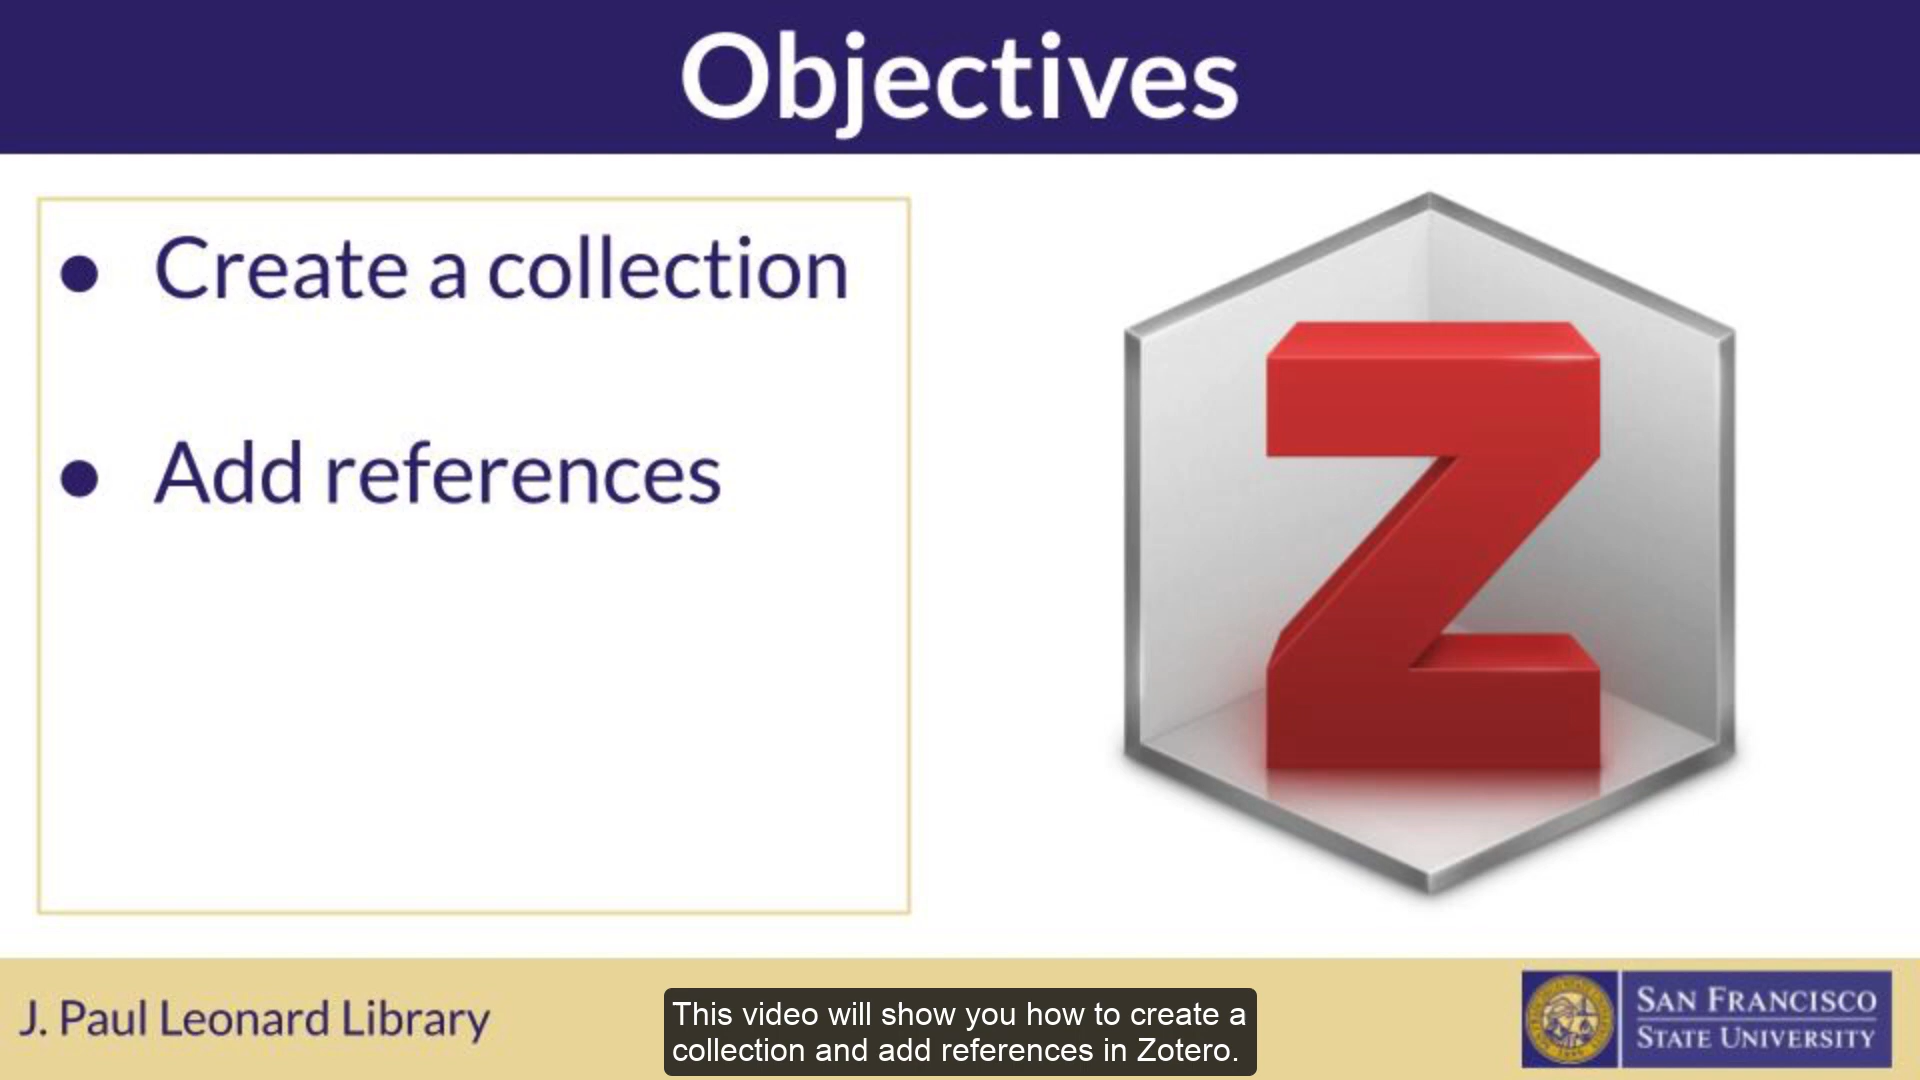 Objectives
● Create a collection
● Add references
Z
J. Paul Leonard Library
This video will show you how to create a
collection and add references in Zotero.
SAN FRANCISCO
STATE UNIVERSITY